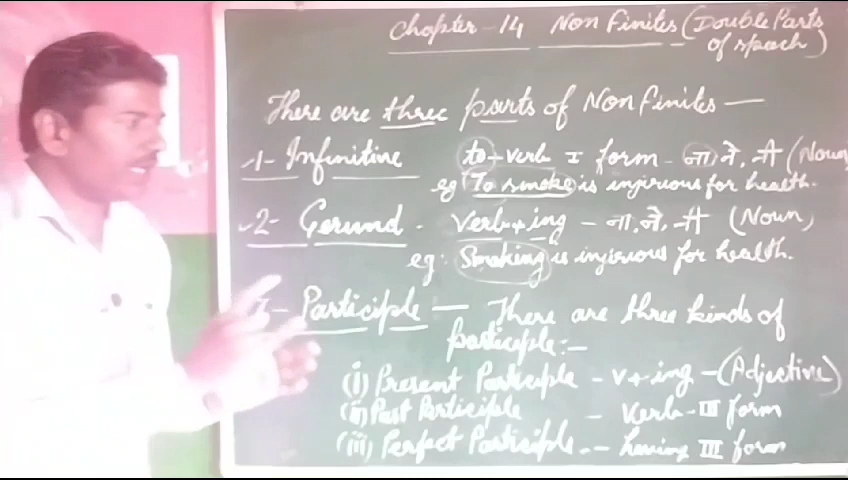 Chapter - 14 Non Finites (Double Parts
of speech)
There are three parts of Non finites —
1- Infinitive to + verb I form - ना, ने, नी (Noun)
eg (To smoke) is injirious for health.
2- Gerund - verb + ing - ना, ने, नी (Noun)
eg: Smoking is injirious for health.
Participle — There are three kinds of
participle:-
(i) Present Participle - v + ing - (Adjective)
(ii) Past Participle - verb - III form
(iii) Perfect Participle - - having III form